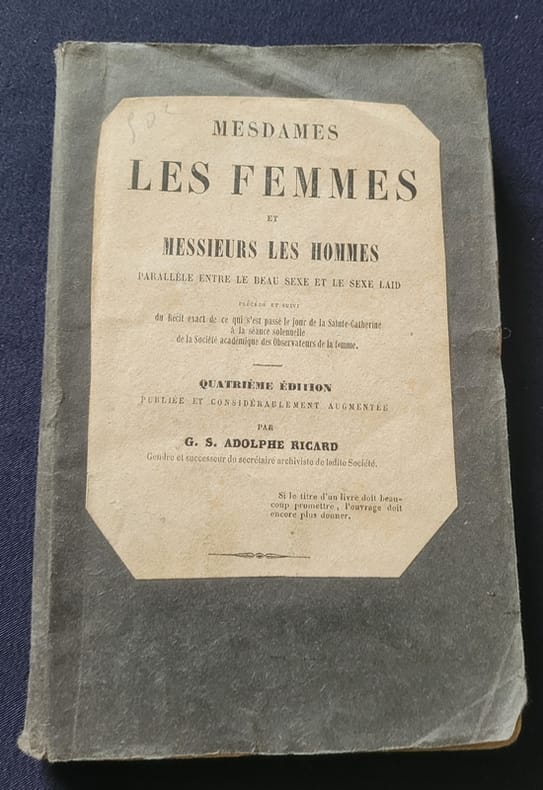 MESDAMES
LES FEMMES
ET
MESSIEURS LES HOMMES
PARALLÈLE ENTRE LE BEAU SEXE ET LE SEXE LAID
PRÉCÉDÉ ET SUIVI
du Récit exact de ce qui s'est passé le jour de la Sainte-Catherine
à la séance solennelle
de la Société académique des Observateurs de la femme.
QUATRIÈME ÉDITION
PUBLIÉE ET CONSIDÉRABLEMENT AUGMENTÉE
PAR
G. S. ADOLPHE RICARD
Gendre et successeur du secrétaire archiviste de ladite Société.
Si le titre d'un livre doit beau-
coup promettre, l'ouvrage doit
encore plus donner.